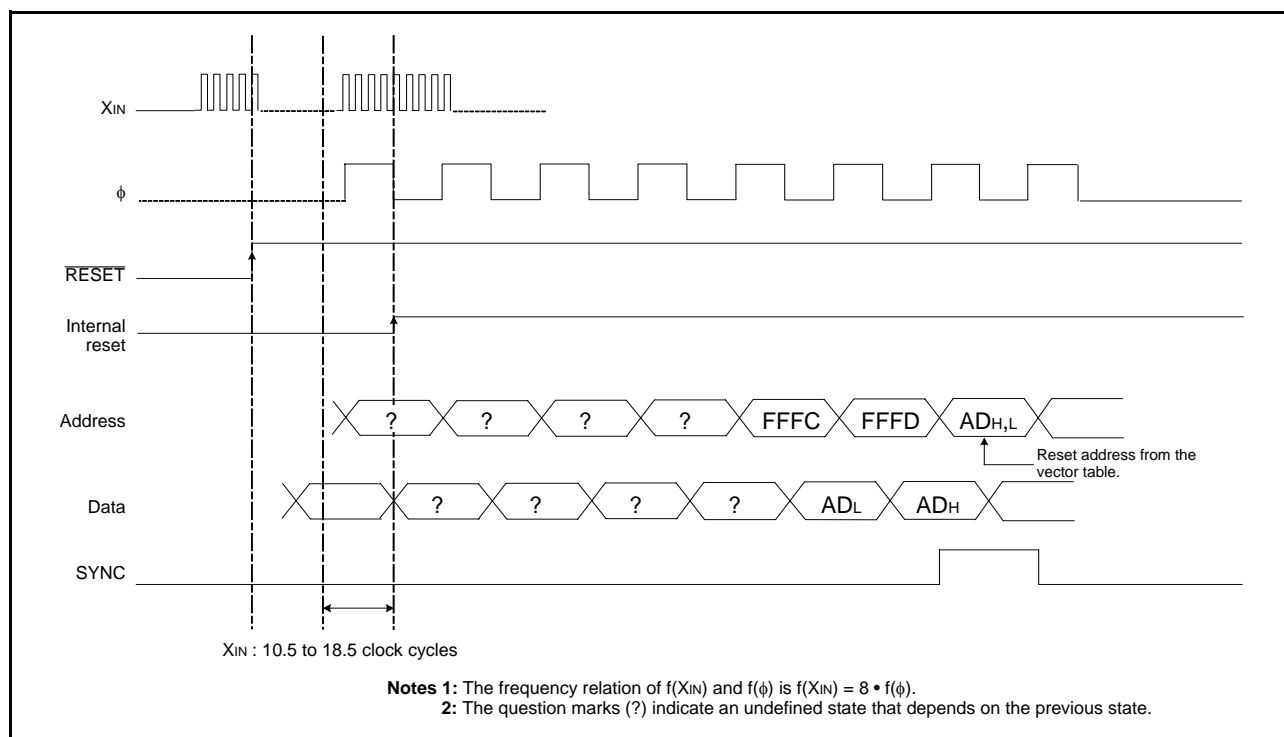 XIN
ϕ
RESET
Internal
reset
Address
? ? ? ? FFFC FFFD ADH,L
Reset address from the
vector table.
Data
? ? ? ? ADL ADH
SYNC
XIN : 10.5 to 18.5 clock cycles
Notes 1: The frequency relation of f(XIN) and f(ϕ) is f(XIN) = 8 • f(ϕ).
2: The question marks (?) indicate an undefined state that depends on the previous state.